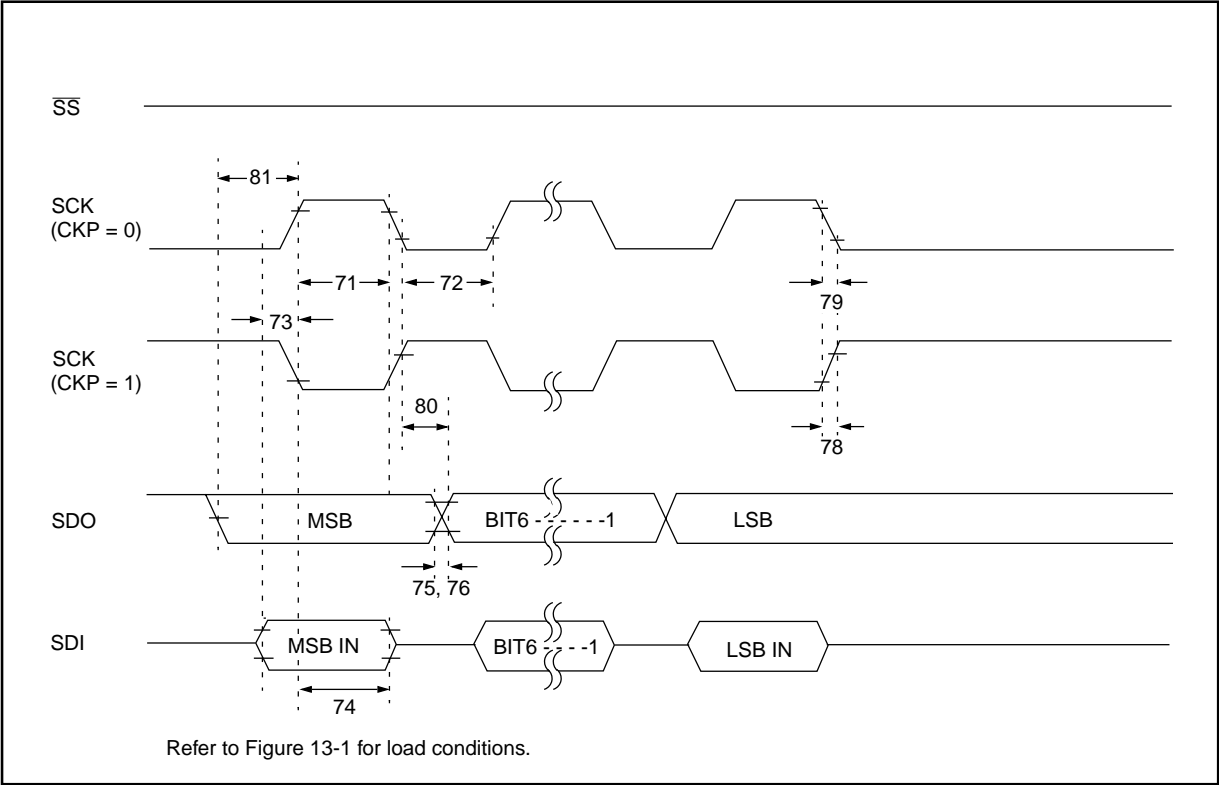 S̅S̅
81
SCK
(CKP = 0)
71
72
79
73
SCK
(CKP = 1)
80
78
SDO
MSB
BIT6 - - - - - -1
LSB
75, 76
SDI
MSB IN
BIT6 - - - -1
LSB IN
74
Refer to Figure 13-1 for load conditions.